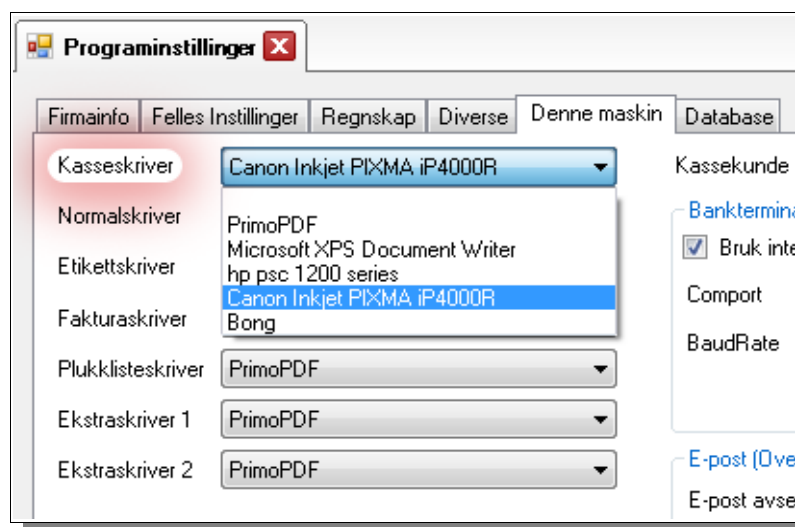 Programinstillinger
Firmainfo Felles Instillinger Regnskap Diverse Denne maskin Database
Kasseskriver Canon Inkjet PIXMA iP4000R Kassekunde
Normalskriver
PrimoPDF
Microsoft XPS Document Writer
hp psc 1200 series
Canon Inkjet PIXMA iP4000R
Bong
Etikettskriver
Fakturaskriver
Plukklisteskriver PrimoPDF
Ekstraskriver 1 PrimoPDF
Ekstraskriver 2 PrimoPDF
Bruk
Comport
BaudRate
E-post
E-post